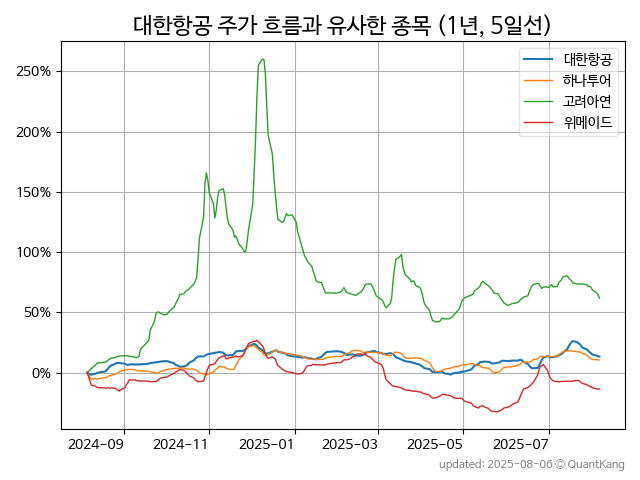 대한항공 주가 흐름과 유사한 종목 (1년, 5일선)
대한항공
하나투어
고려아연
위메이드
250%
200%
150%
100%
50%
0%
2024-09 2024-11 2025-01 2025-03 2025-05 2025-07
updated: 2025-08-06 © QuantKang